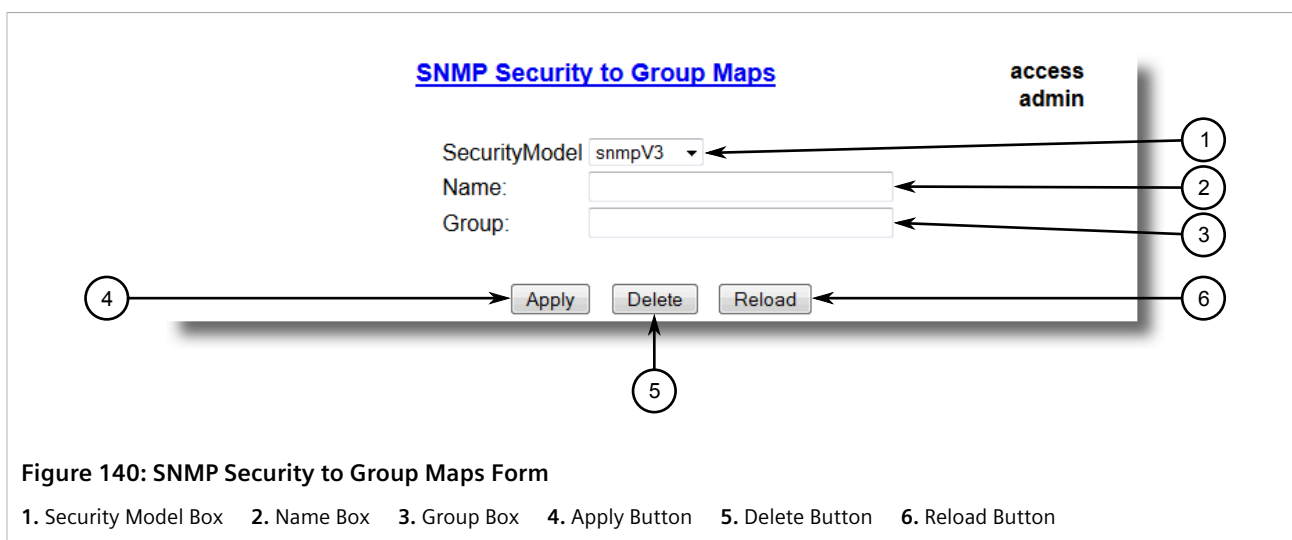 SNMP Security to Group Maps
access
admin
SecurityModel snmpV3
1
Name:
2
Group:
3
4
Apply Delete Reload
6
5
Figure 140: SNMP Security to Group Maps Form
1. Security Model Box 2. Name Box 3. Group Box 4. Apply Button 5. Delete Button 6. Reload Button